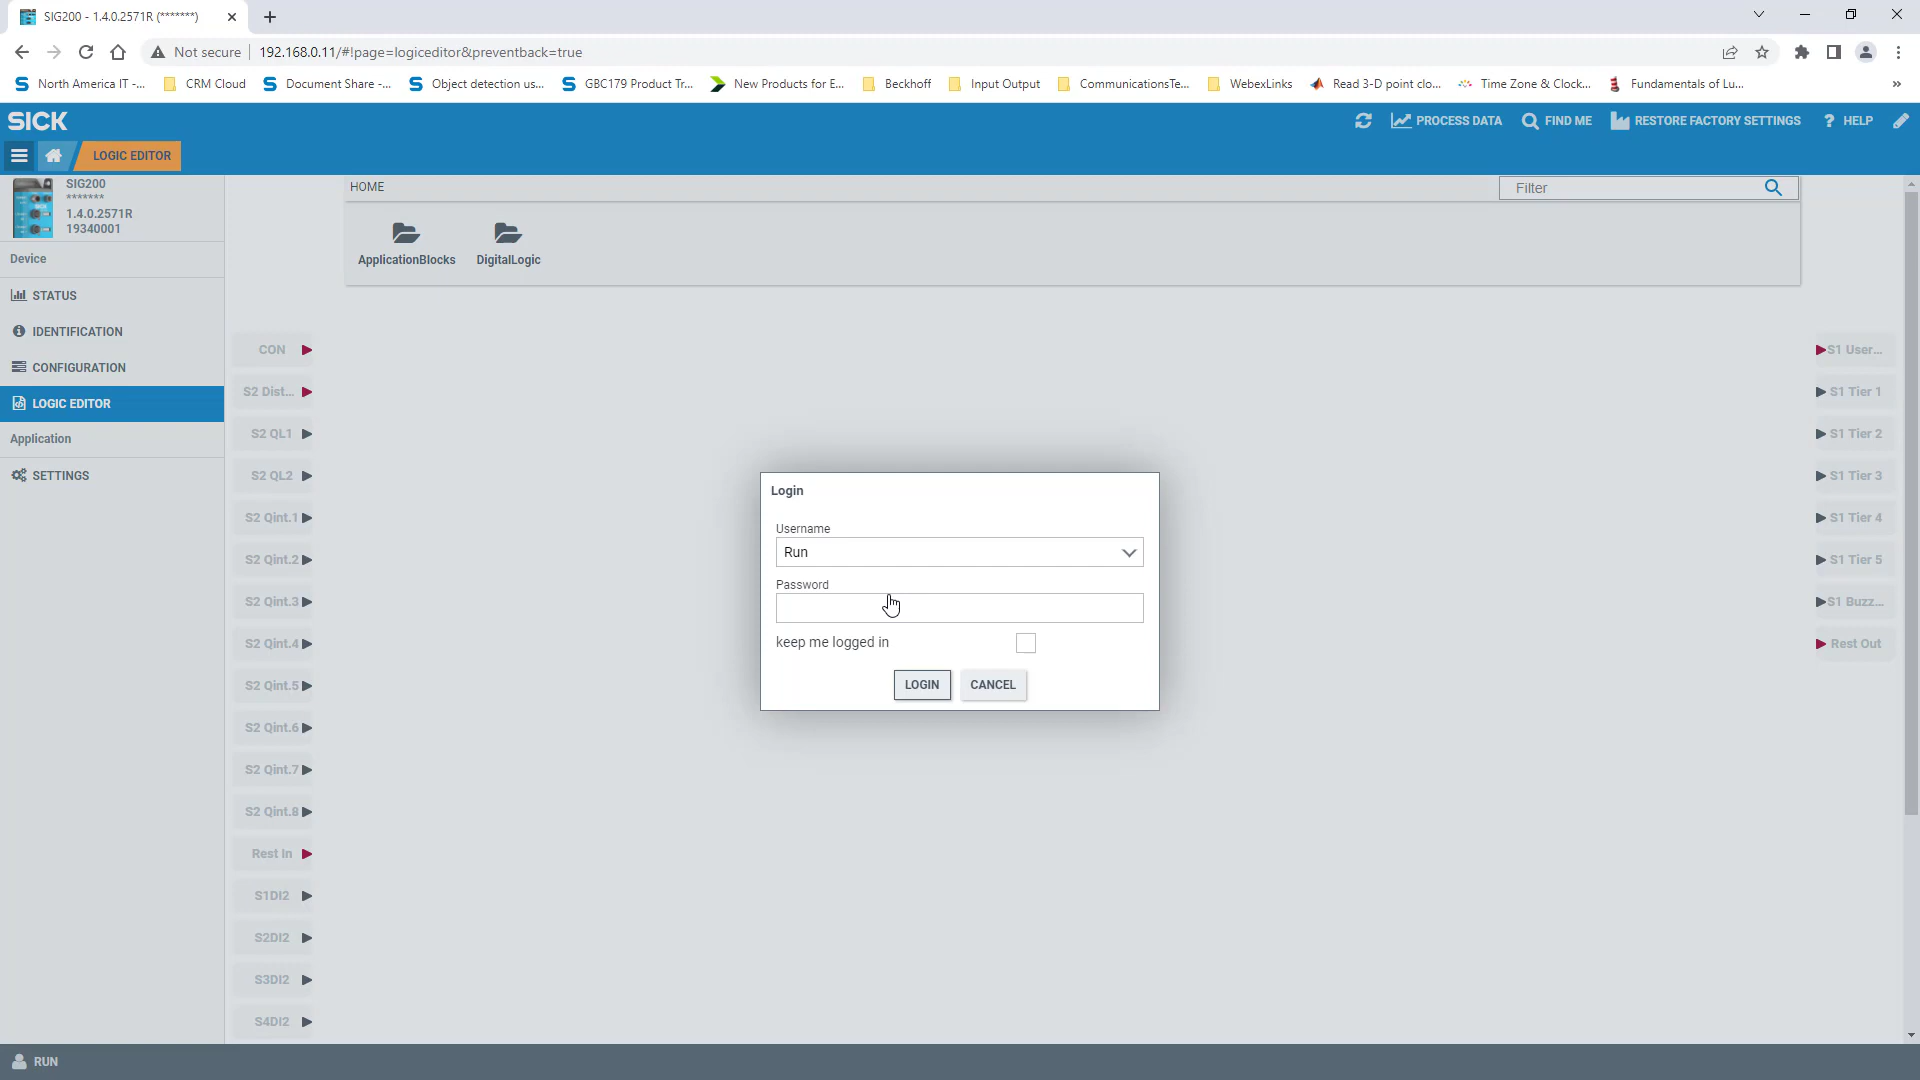 SIG200 - 1.4.0.2571R (*******)
Not secure
192.168.0.11/#!page=logiceditor&preventback=true
North America IT -...
CRM Cloud
Document Share -...
Object detection us...
GBC179 Product Tr...
New Products for E...
Beckhoff
Input Output
CommunicationsTe...
WebexLinks
Read 3-D point clo...
Time Zone & Clock...
Fundamentals of Lu...
»
SICK
PROCESS DATA
FIND ME
RESTORE FACTORY SETTINGS
? HELP
LOGIC EDITOR
SIG200
*******
1.4.0.2571R
19340001
Device
STATUS
IDENTIFICATION
CONFIGURATION
LOGIC EDITOR
Application
SETTINGS
HOME
Filter
ApplicationBlocks
DigitalLogic
CON
S2 Dist...
S2 QL1
S2 QL2
S2 Qint.1
S2 Qint.2
S2 Qint.3
S2 Qint.4
S2 Qint.5
S2 Qint.6
S2 Qint.7
S2 Qint.8
Rest In
S1DI2
S2DI2
S3DI2
S4DI2
Login
Username
Run
Password
keep me logged in
LOGIN
CANCEL
S1 User...
S1 Tier 1
S1 Tier 2
S1 Tier 3
S1 Tier 4
S1 Tier 5
S1 Buzz...
Rest Out
RUN